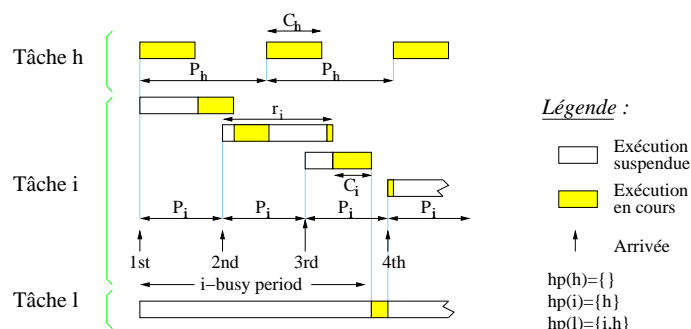 C_h
Tâche h
P_h
P_h
r_i
Légende :
Exécution
suspendue
Tâche i
C_i
Exécution
en cours
P_i
P_i
P_i
P_i
Arrivée
1st
2nd
3rd
4th
i-busy period
hp(h)={}
hp(i)={h}
Tâche l
hp(l)={i,h}